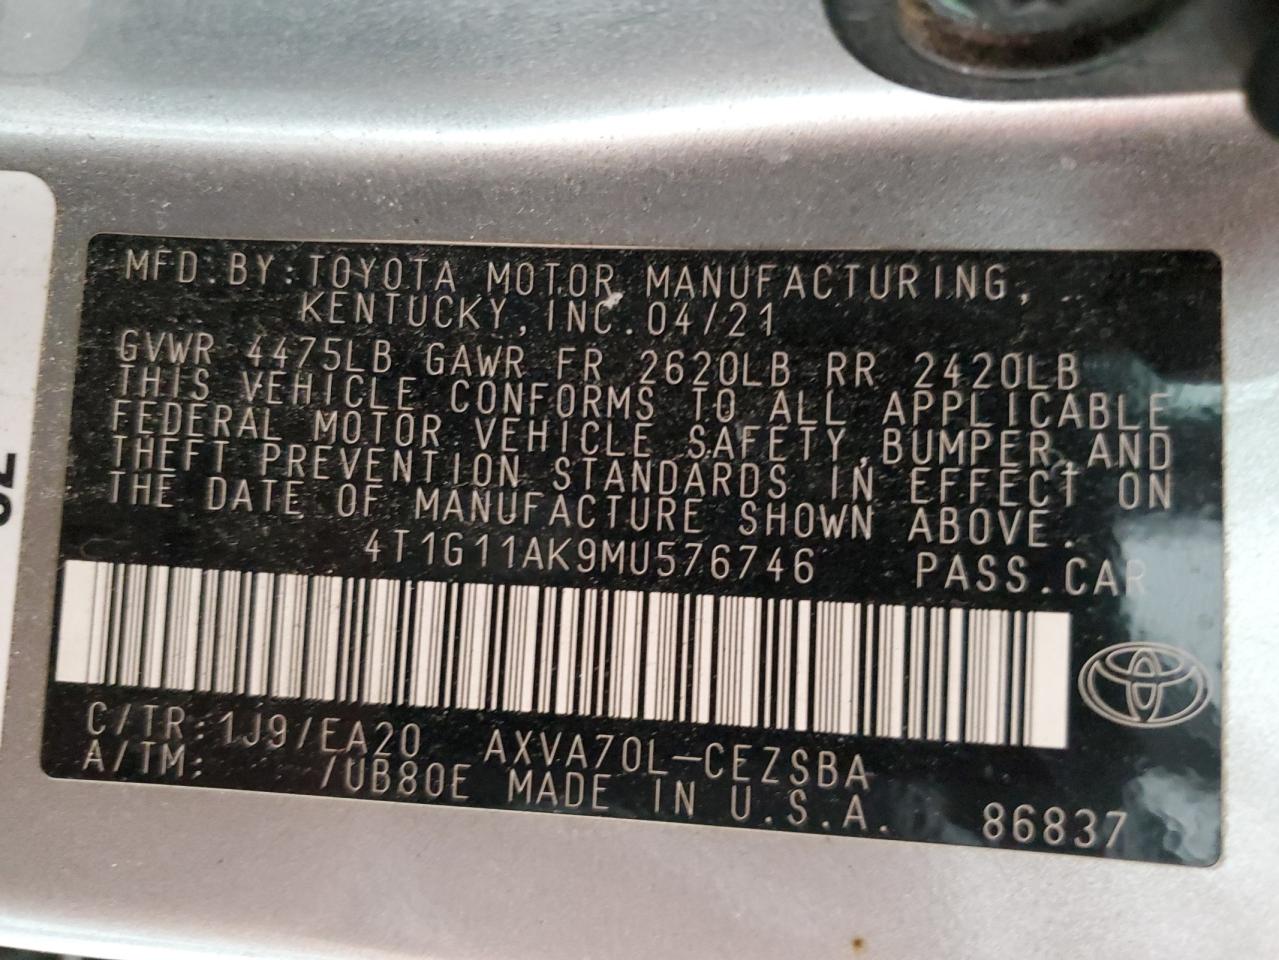 MFD.BY:TOYOTA MOTOR MANUFACTURING,
KENTUCKY, INC. 04/21
GVWR 4475LB GAWR FR 2620LB RR 2420LB
THIS VEHICLE CONFORMS TO ALL APPLICABLE
FEDERAL MOTOR VEHICLE SAFETY,BUMPER,AND
THEFT PREVENTION STANDARDS IN EFFECT ON
THE DATE OF MANUFACTURE SHOWN ABOVE.
4T1G11AK9MU576746 PASS.CAR
C/TR:1J9/EA20 AXVA70L-CEZSBA
A/TM: /UB80E MADE IN U.S.A. 86837